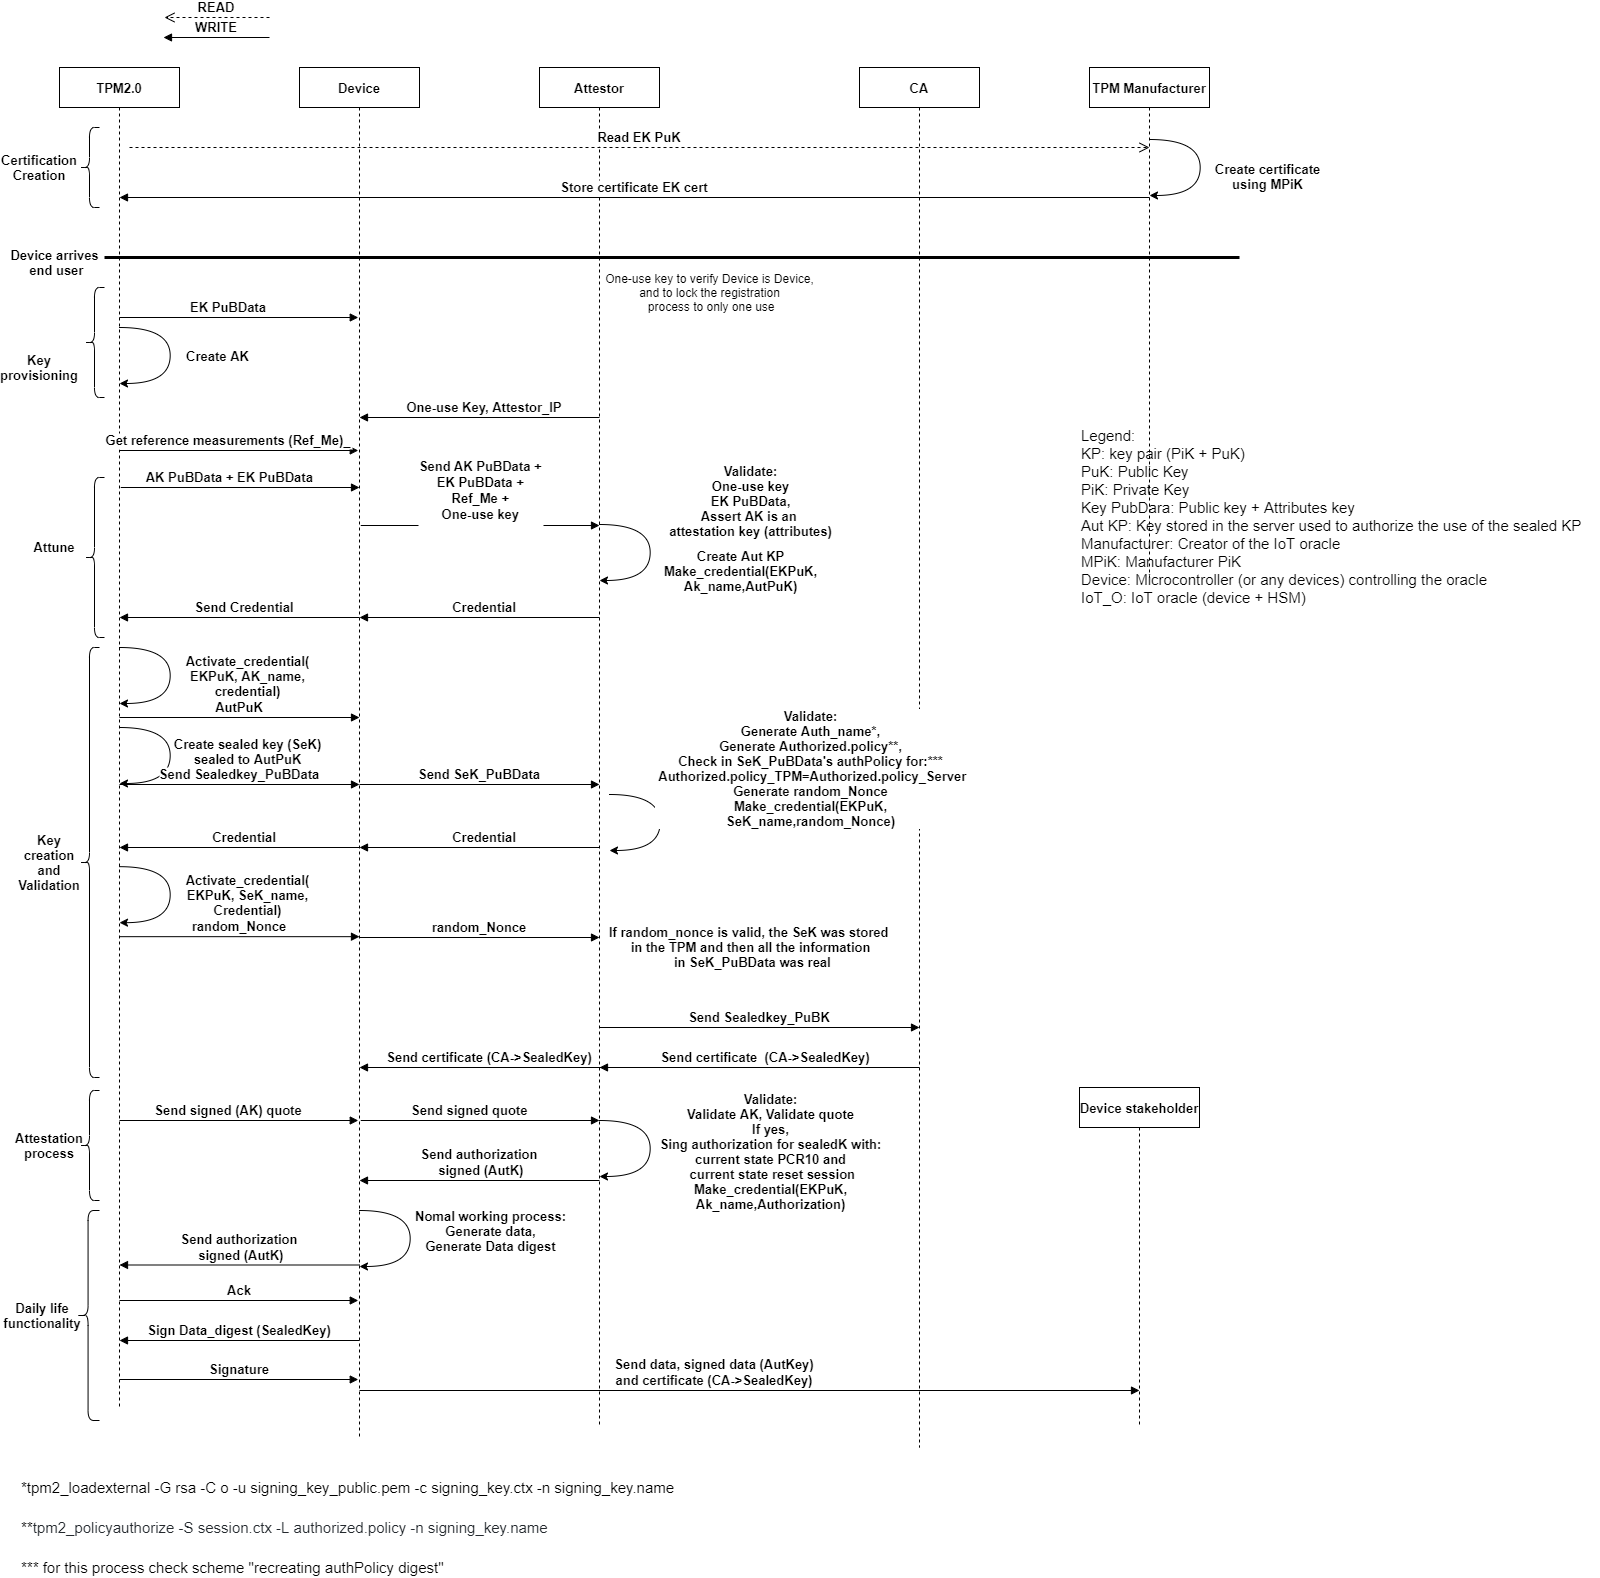 READ
WRITE
TPM2.0
Device
Attestor
CA
TPM Manufacturer
Certification
Creation
Read EK PuK
Create certificate
using MPiK
Store certificate EK cert
Device arrives
end user
One-use key to verify Device is Device,
and to lock the registration
process to only one use
Key
provisioning
EK PuBData
Create AK
One-use Key, Attestor_IP
Get reference measurements (Ref_Me)_
Attune
AK PuBData + EK PuBData
Send AK PuBData +
EK PuBData +
Ref_Me +
One-use key
Validate:
One-use key
EK PuBData,
Assert AK is an
attestation key (attributes)
Create Aut KP
Make_credential(EKPuK,
Ak_name,AutPuK)
Send Credential
Credential
Legend:
KP: key pair (PiK + PuK)
PuK: Public Key
PiK: Private Key
Key PubDara: Public key + Attributes key
Aut KP: Key stored in the server used to authorize the use of the sealed KP
Manufacturer: Creator of the IoT oracle
MPiK: Manufacturer PiK
Device: Microcontroller (or any devices) controlling the oracle
IoT_O: IoT oracle (device + HSM)
Key
creation
and
Validation
Activate_credential(
EKPuK, AK_name,
credential)
AutPuK
Create sealed key (SeK)
sealed to AutPuK
Send Sealedkey_PuBData
Send SeK_PuBData
Validate:
Generate Auth_name*,
Generate Authorized.policy**,
Check in SeK_PuBData's authPolicy for:***
Authorized.policy_TPM=Authorized.policy_Server
Generate random_Nonce
Make_credential(EKPuK,
SeK_name,random_Nonce)
Credential
Credential
Activate_credential(
EKPuK, SeK_name,
Credential)
random_Nonce
random_Nonce
If random_nonce is valid, the SeK was stored
in the TPM and then all the information
in SeK_PuBData was real
Send Sealedkey_PuBK
Send certificate (CA->SealedKey)
Send certificate  (CA->SealedKey)
Attestation
process
Send signed (AK) quote
Send signed quote
Validate:
Validate AK, Validate quote
If yes,
Sing authorization for sealedK with:
current state PCR10 and
current state reset session
Make_credential(EKPuK,
Ak_name,Authorization)
Send authorization
signed (AutK)
Device stakeholder
Daily life
functionality
Nomal working process:
Generate data,
Generate Data digest
Send authorization
signed (AutK)
Ack
Sign Data_digest (SealedKey)
Signature
Send data, signed data (AutKey)
and certificate (CA->SealedKey)
*tpm2_loadexternal -G rsa -C o -u signing_key_public.pem -c signing_key.ctx -n signing_key.name
**tpm2_policyauthorize -S session.ctx -L authorized.policy -n signing_key.name
*** for this process check scheme "recreating authPolicy digest"